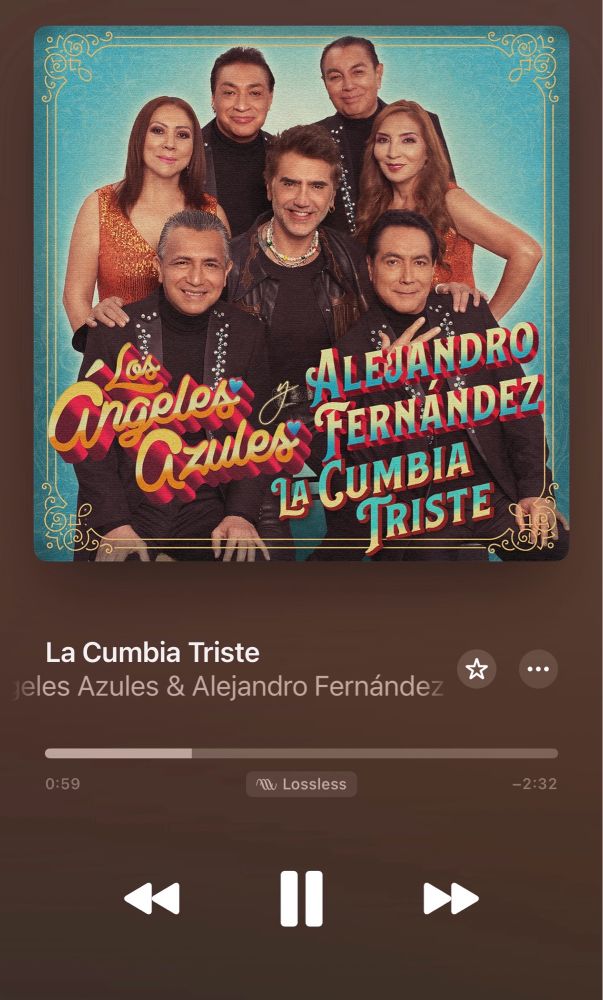 Los
Ángeles
Azules
y
ALEJANDRO
FERNÁNDEZ
LA CUMBIA
TRISTE
La Cumbia Triste
geles Azules & Alejandro Fernández
0:59
Lossless
−2:32